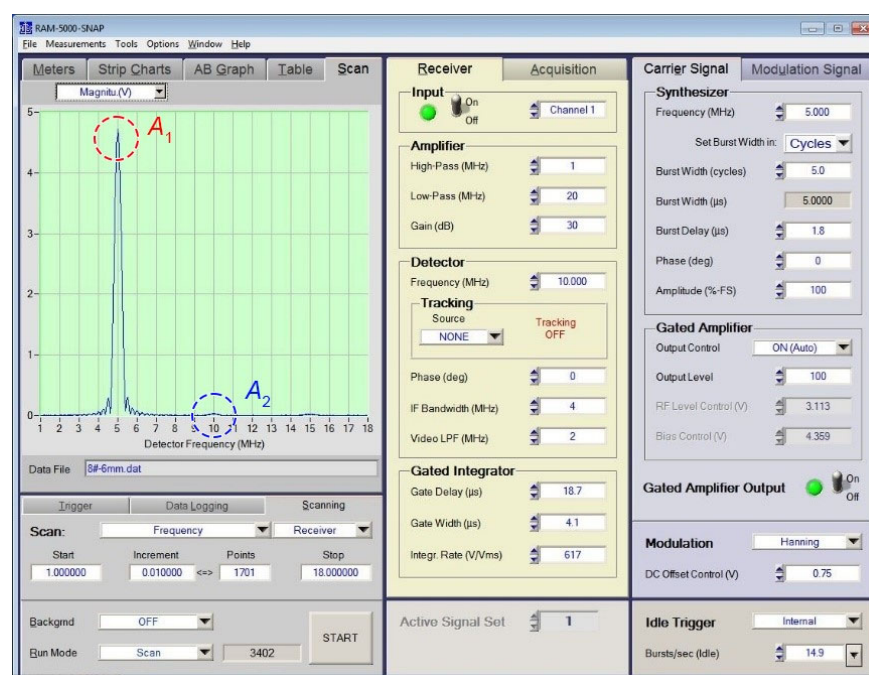 RAM-5000-SNAP
File Measurements Tools Options Window Help
Meters Strip Charts AB Graph Table Scan
Magnitu.(V)
A1
5
4
3
2
1
0
A2
1 2 3 4 5 6 7 8 9 10 11 12 13 14 15 16 17 18
Detector Frequency (MHz)
Data File 8#-6mm.dat
Trigger Data Logging Scanning
Scan: Frequency Receiver
Start Increment Points Stop
1.000000 0.010000 <=> 1701 18.000000
Backgrnd OFF
Run Mode Scan 3402
START
Receiver Acquisition
Input
On
Off
Channel 1
Amplifier
High-Pass (MHz) 1
Low-Pass (MHz) 20
Gain (dB) 30
Detector
Frequency (MHz) 10.000
Tracking
Source
NONE
Tracking
OFF
Phase (deg) 0
IF Bandwidth (MHz) 4
Video LPF (MHz) 2
Gated Integrator
Gate Delay (µs) 18.7
Gate Width (µs) 4.1
Integr. Rate (V/Vms) 617
Active Signal Set 1
Carrier Signal Modulation Signal
Synthesizer
Frequency (MHz) 5.000
Set Burst Width in: Cycles
Burst Width (cycles) 5.0
Burst Width (µs) 5.0000
Burst Delay (µs) 1.8
Phase (deg) 0
Amplitude (%-FS) 100
Gated Amplifier
Output Control ON (Auto)
Output Level 100
RF Level Control (V) 3.113
Bias Control (V) 4.359
Gated Amplifier Output
On
Off
Modulation Hanning
DC Offset Control (V) 0.75
Idle Trigger Internal
Bursts/sec (Idle) 14.9